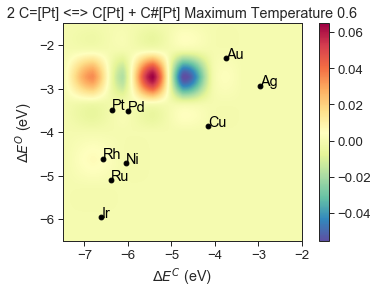 2 C=[Pt] <=> C[Pt] + C#[Pt] Maximum Temperature 0.6
−2
−3
−4
−5
−6
ΔE^O (eV)
Au
Ag
Pt
Pd
Cu
Rh
Ni
Ru
Ir
−7
−6
−5
−4
−3
−2
ΔE^C (eV)
0.06
0.04
0.02
0.00
−0.02
−0.04